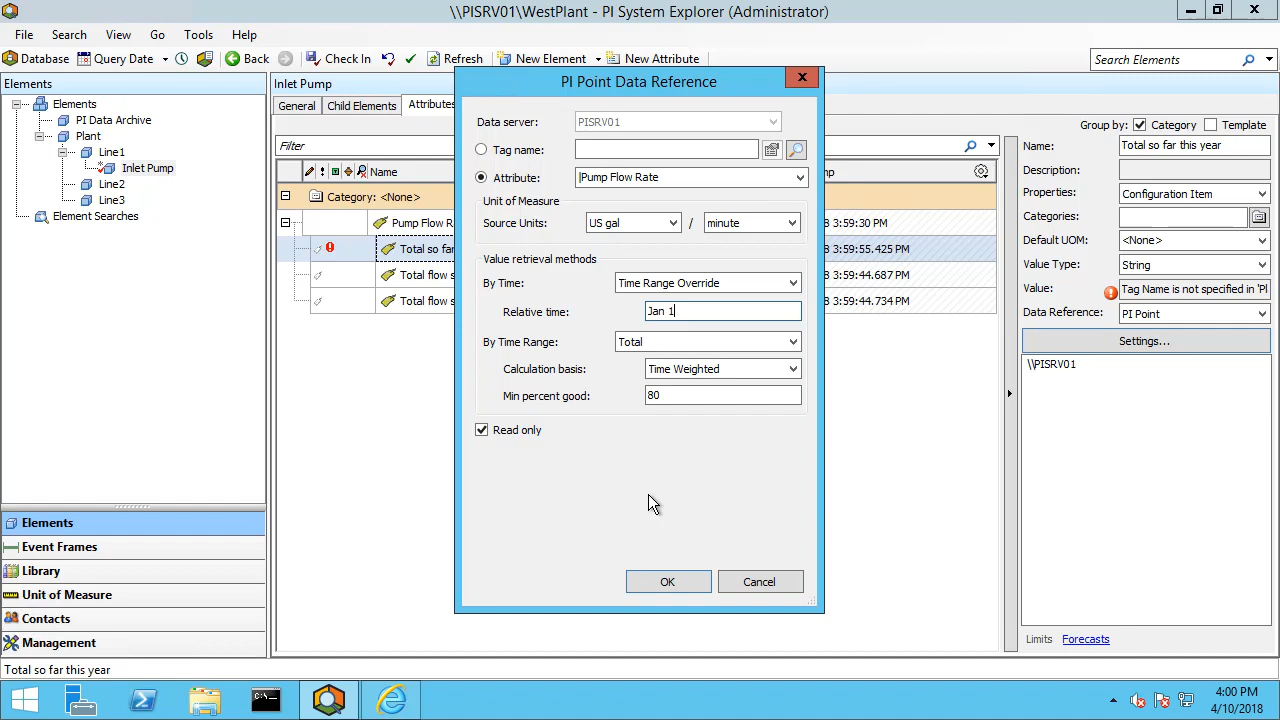 \\PISRV01\WestPlant - PI System Explorer (Administrator)
File Search View Go Tools Help
Database Query Date Back Check In Refresh New Element New Attribute Search Elements
Elements
Elements
PI Data Archive
Plant
Line1
Inlet Pump
Line2
Line3
Element Searches
Elements
Event Frames
Library
Unit of Measure
Contacts
Management
Inlet Pump
General Child Elements Attributes
Filter
Name
Category: <None>
Pump Flow R
3:59:30 PM
Total so far
3:59:55.425 PM
Total flow s
8 3:59:44.687 PM
Total flow s
8 3:59:44.734 PM
PI Point Data Reference
Data server: PISRV01
Tag name:
Attribute: |Pump Flow Rate
Unit of Measure
Source Units: US gal / minute
Value retrieval methods
By Time: Time Range Override
Relative time: Jan 1
By Time Range: Total
Calculation basis: Time Weighted
Min percent good: 80
Read only
OK Cancel
Group by: Category Template
Name: Total so far this year
Description:
Properties: Configuration Item
Categories:
Default UOM: <None>
Value Type: String
Value: Tag Name is not specified in 'Pl
Data Reference: PI Point
Settings...
\\PISRV01
Limits Forecasts
Total so far this year
4:00 PM
4/10/2018